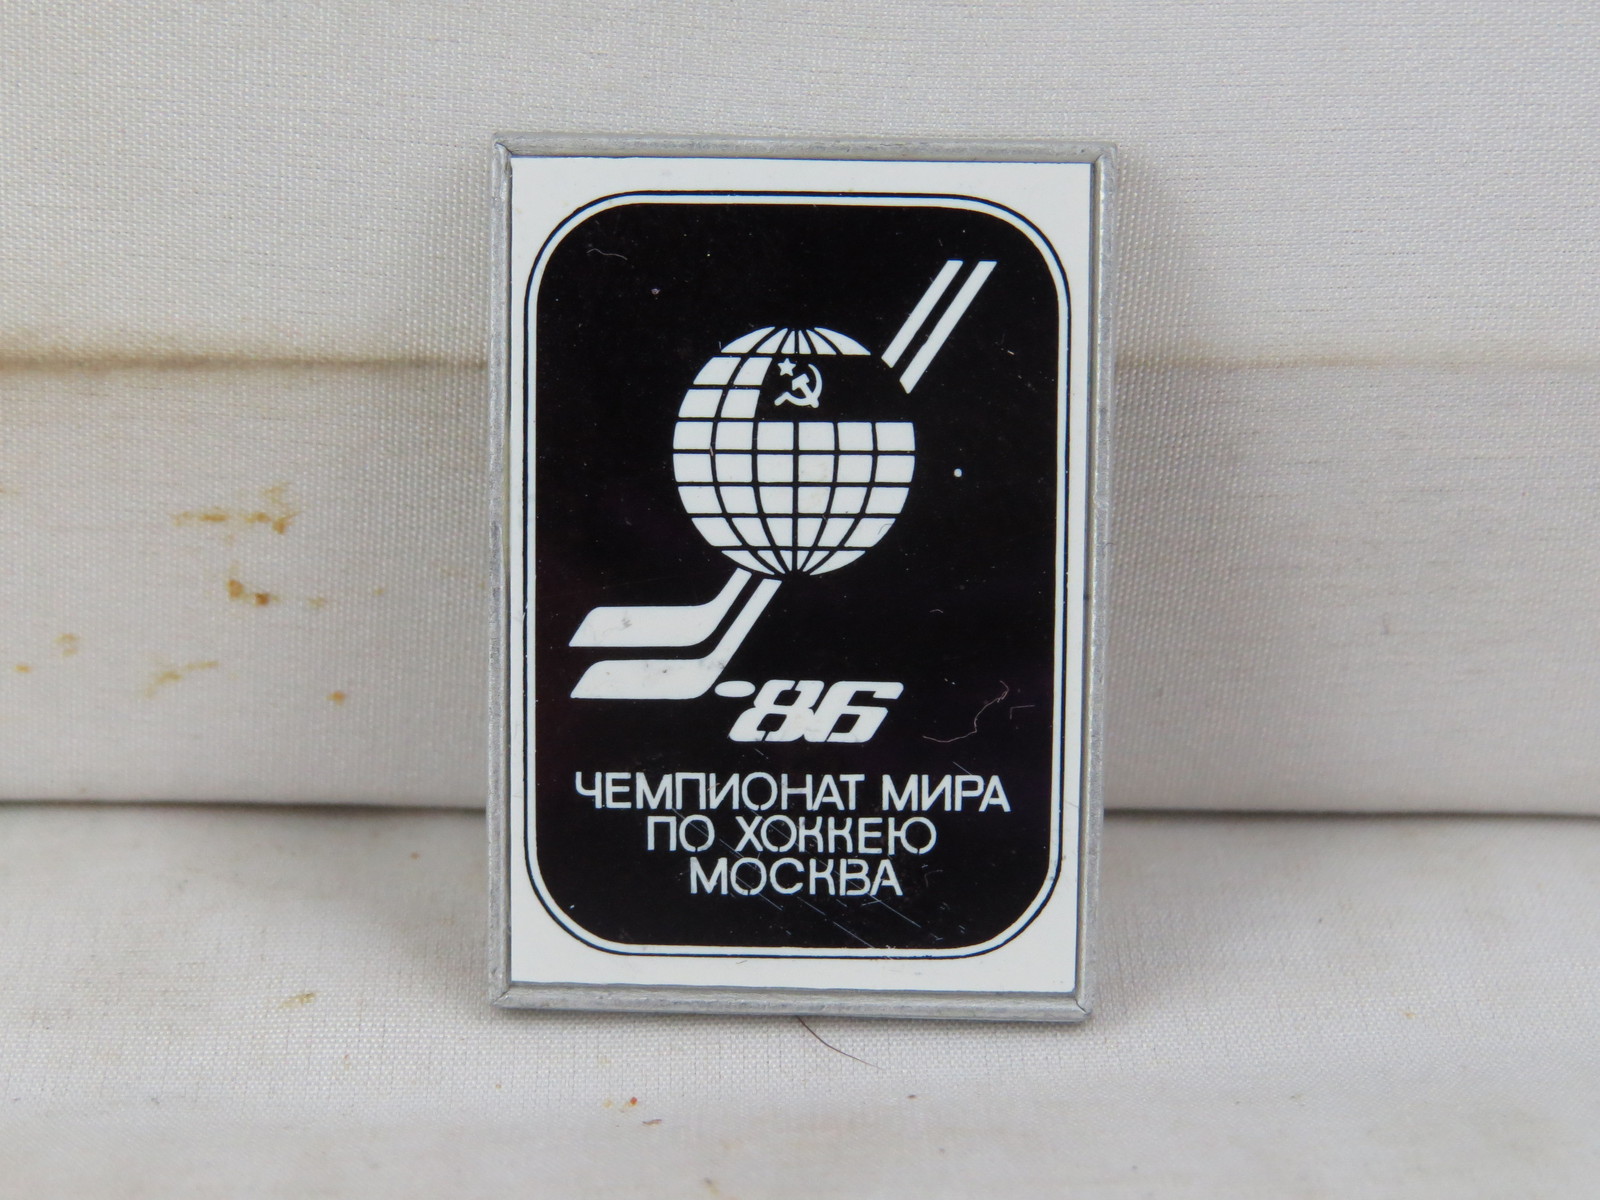 '86
ЧЕМПИОНАТ МИРА
ПО ХОККЕЮ
МОСКВА